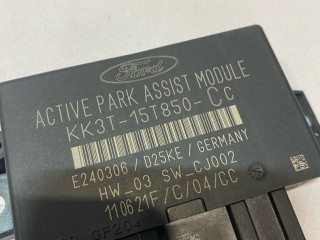 Ford
ACTIVE PARK ASSIST MODULE
KK3T-15T850-CC
E240306 / D25KE / GERMANY
HW_03 SW_CJ002
110621F/C/04/CC